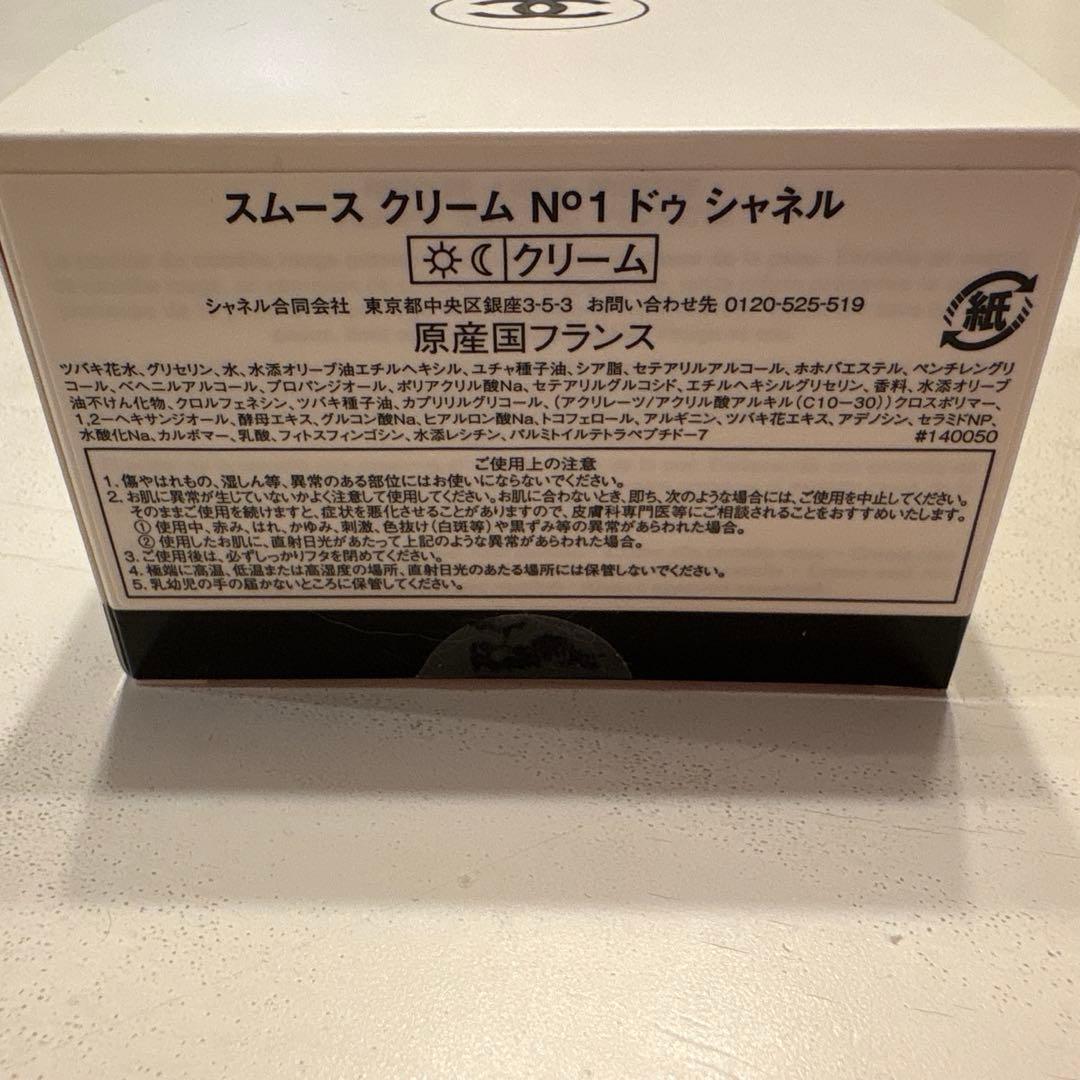 スムース クリーム Nº1 ドゥ シャネル
クリーム
シャネル合同会社 東京都中央区銀座3-5-3 お問い合わせ先 0120-525-519
原産国フランス
紙
ツバキ花水、グリセリン、水、水添オリーブ油エチルヘキシル、ユチャ種子油、シア脂、セテアリルアルコール、ホホバエステル、ペンチレングリ
コール、ベヘニルアルコール、プロパンジオール、ポリアクリル酸Na、セテアリルグルコシド、エチルヘキシルグリセリン、香料、水添オリーブ
油不けん化物、クロルフェネシン、ツバキ種子油、カプリリルグリコール、（アクリレーツ/アクリル酸アルキル（C10－30））クロスポリマー、
1,2－ヘキサンジオール、酵母エキス、グルコン酸Na、ヒアルロン酸Na、トコフェロール、アルギニン、ツバキ花エキス、アデノシン、セラミドNP、
水酸化Na、カルボマー、乳酸、フィトスフィンゴシン、水添レシチン、パルミトイルテトラペプチド－7 #140050
ご使用上の注意
1. 傷やはれもの、湿しん等、異常のある部位にはお使いにならないでください。
2. お肌に異常が生じていないかよく注意して使用してください。お肌に合わないとき、即ち、次のような場合には、ご使用を中止してください。
そのままご使用を続けますと、症状を悪化させることがありますので、皮膚科専門医等にご相談されることをおすすめいたします。
① 使用中、赤み、はれ、かゆみ、刺激、色抜け（白斑等）や黒ずみ等の異常があらわれた場合。
② 使用したお肌に、直射日光があたって上記のような異常があらわれた場合。
3. ご使用後は、必ずしっかりフタを閉めてください。
4. 極端に高温、低温または高湿度の場所、直射日光のあたる場所には保管しないでください。
5. 乳幼児の手の届かないところに保管してください。